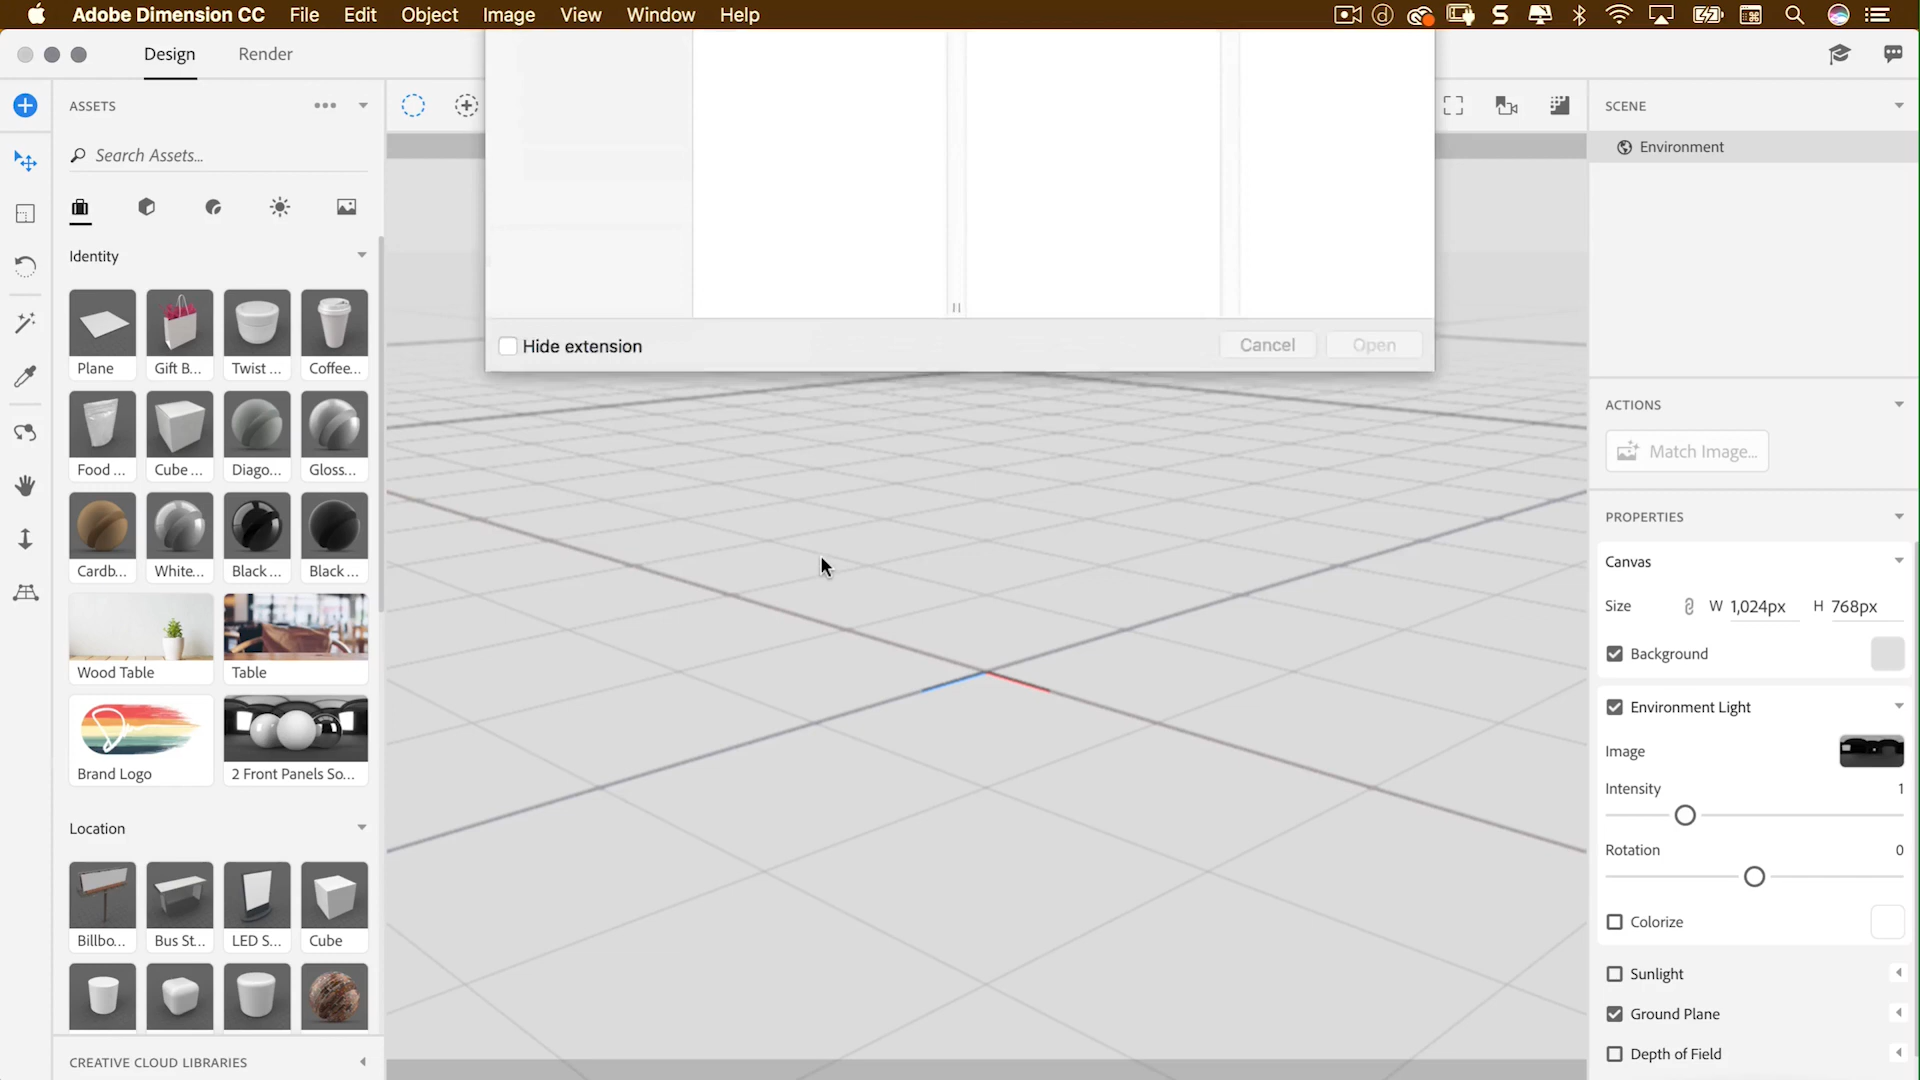 Adobe Dimension CC File Edit Object Image View Window Help
Design Render
ASSETS
Search Assets...
Identity
Plane Gift B... Twist ... Coffee...
Food ... Cube ... Diago... Gloss...
Cardb... White... Black ... Black ...
Wood Table Table
Brand Logo 2 Front Panels So...
Location
Billbo... Bus St... LED S... Cube
CREATIVE CLOUD LIBRARIES
Hide extension Cancel Open
SCENE
Environment
ACTIONS
Match Image...
PROPERTIES
Canvas
Size W 1,024px H 768px
Background
Environment Light
Image
Intensity 1
Rotation 0
Colorize
Sunlight
Ground Plane
Depth of Field